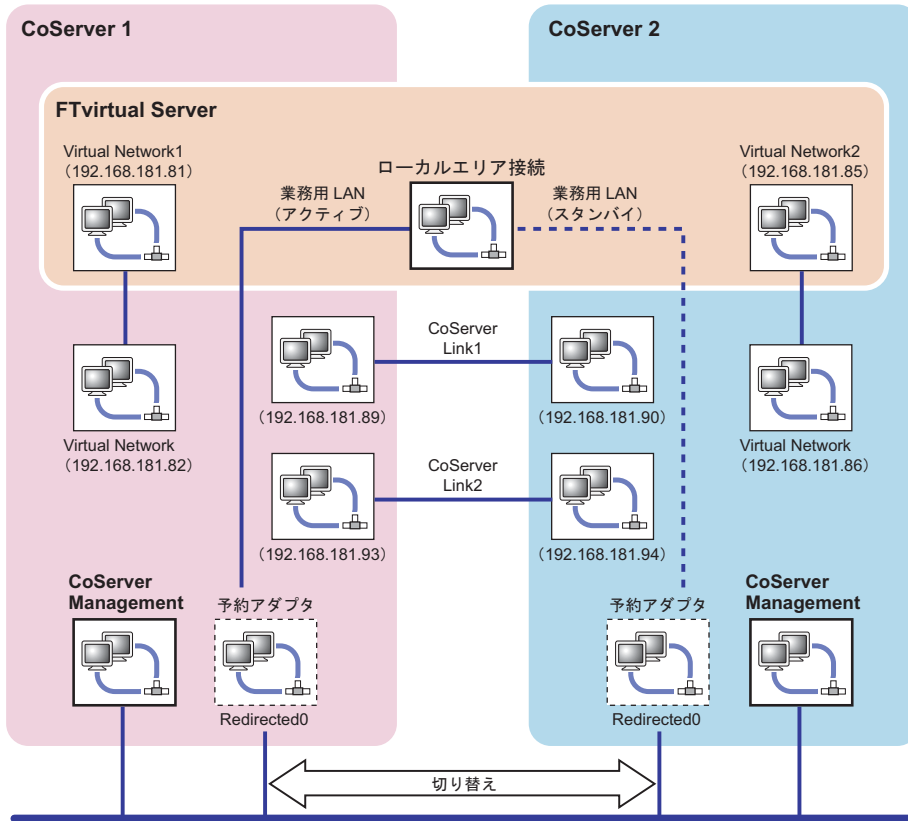 CoServer 1
CoServer 2
FTvirtual Server
Virtual Network1
（192.168.181.81）
ローカルエリア接続
Virtual Network2
（192.168.181.85）
業務用 LAN
（アクティブ）
業務用 LAN
（スタンバイ）
CoServer
Link1
（192.168.181.89）
（192.168.181.90）
Virtual Network
（192.168.181.82）
Virtual Network
（192.168.181.86）
CoServer
Link2
（192.168.181.93）
（192.168.181.94）
CoServer
Management
予約アダプタ
予約アダプタ
CoServer
Management
Redirected0
Redirected0
切り替え